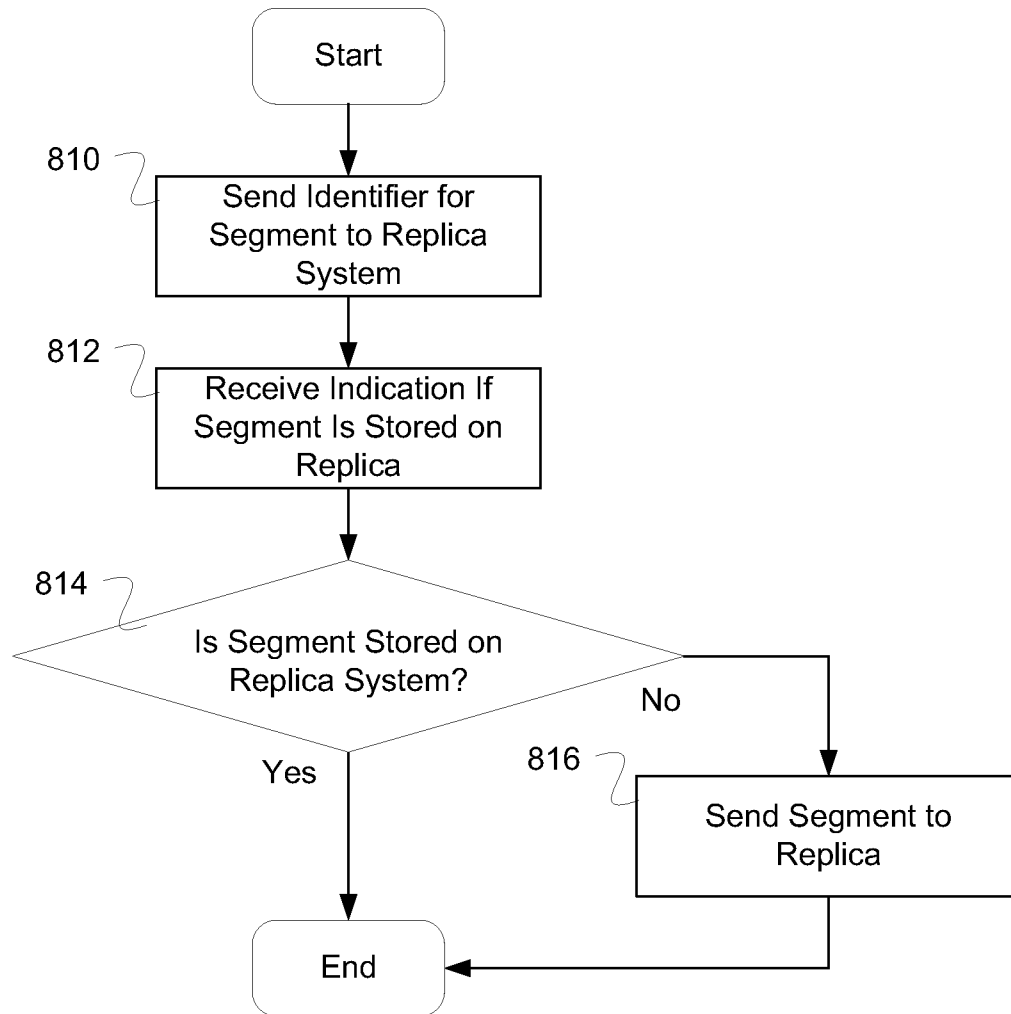 Start
810
Send Identifier for
Segment to Replica
System
812
Receive Indication If
Segment Is Stored on
Replica
814
Is Segment Stored on
Replica System?
No
Yes
816
Send Segment to
Replica
End